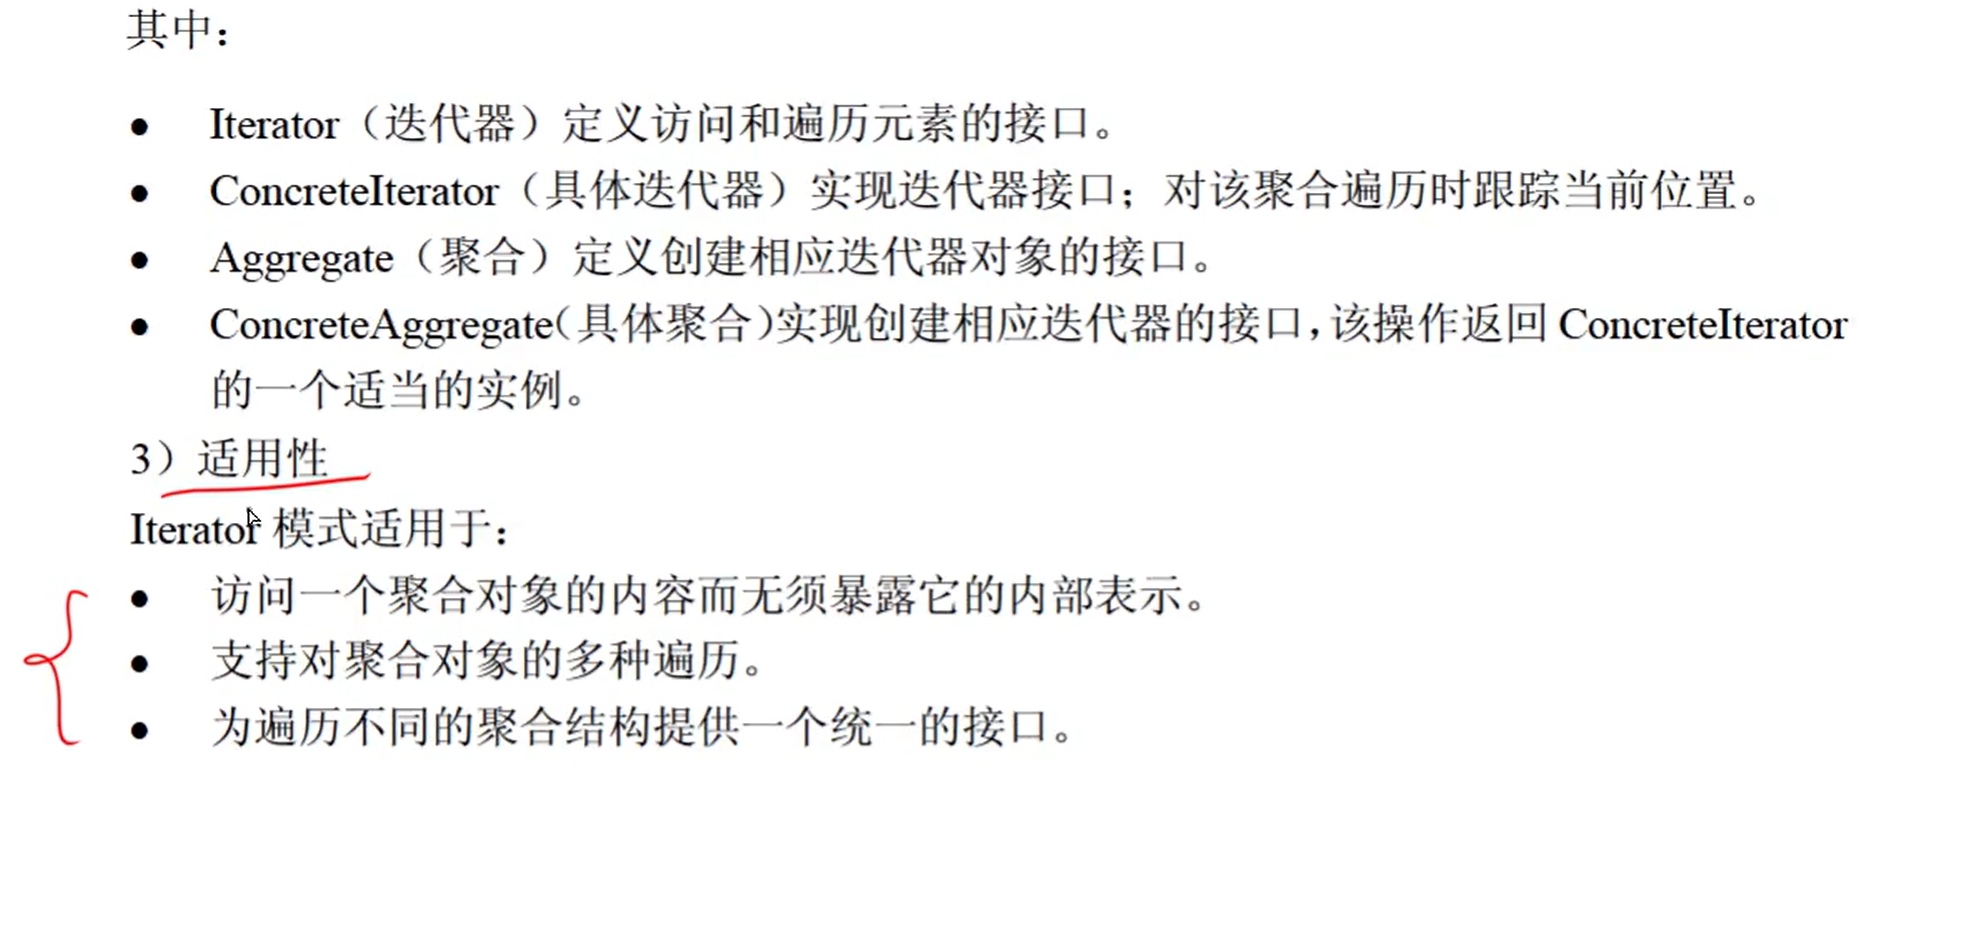 其中：
● Iterator（迭代器）定义访问和遍历元素的接口。
● ConcreteIterator（具体迭代器）实现迭代器接口；对该聚合遍历时跟踪当前位置。
● Aggregate（聚合）定义创建相应迭代器对象的接口。
● ConcreteAggregate（具体聚合）实现创建相应迭代器的接口，该操作返回 ConcreteIterator
的一个适当的实例。
3）适用性
Iterator 模式适用于：
● 访问一个聚合对象的内容而无须暴露它的内部表示。
● 支持对聚合对象的多种遍历。
● 为遍历不同的聚合结构提供一个统一的接口。